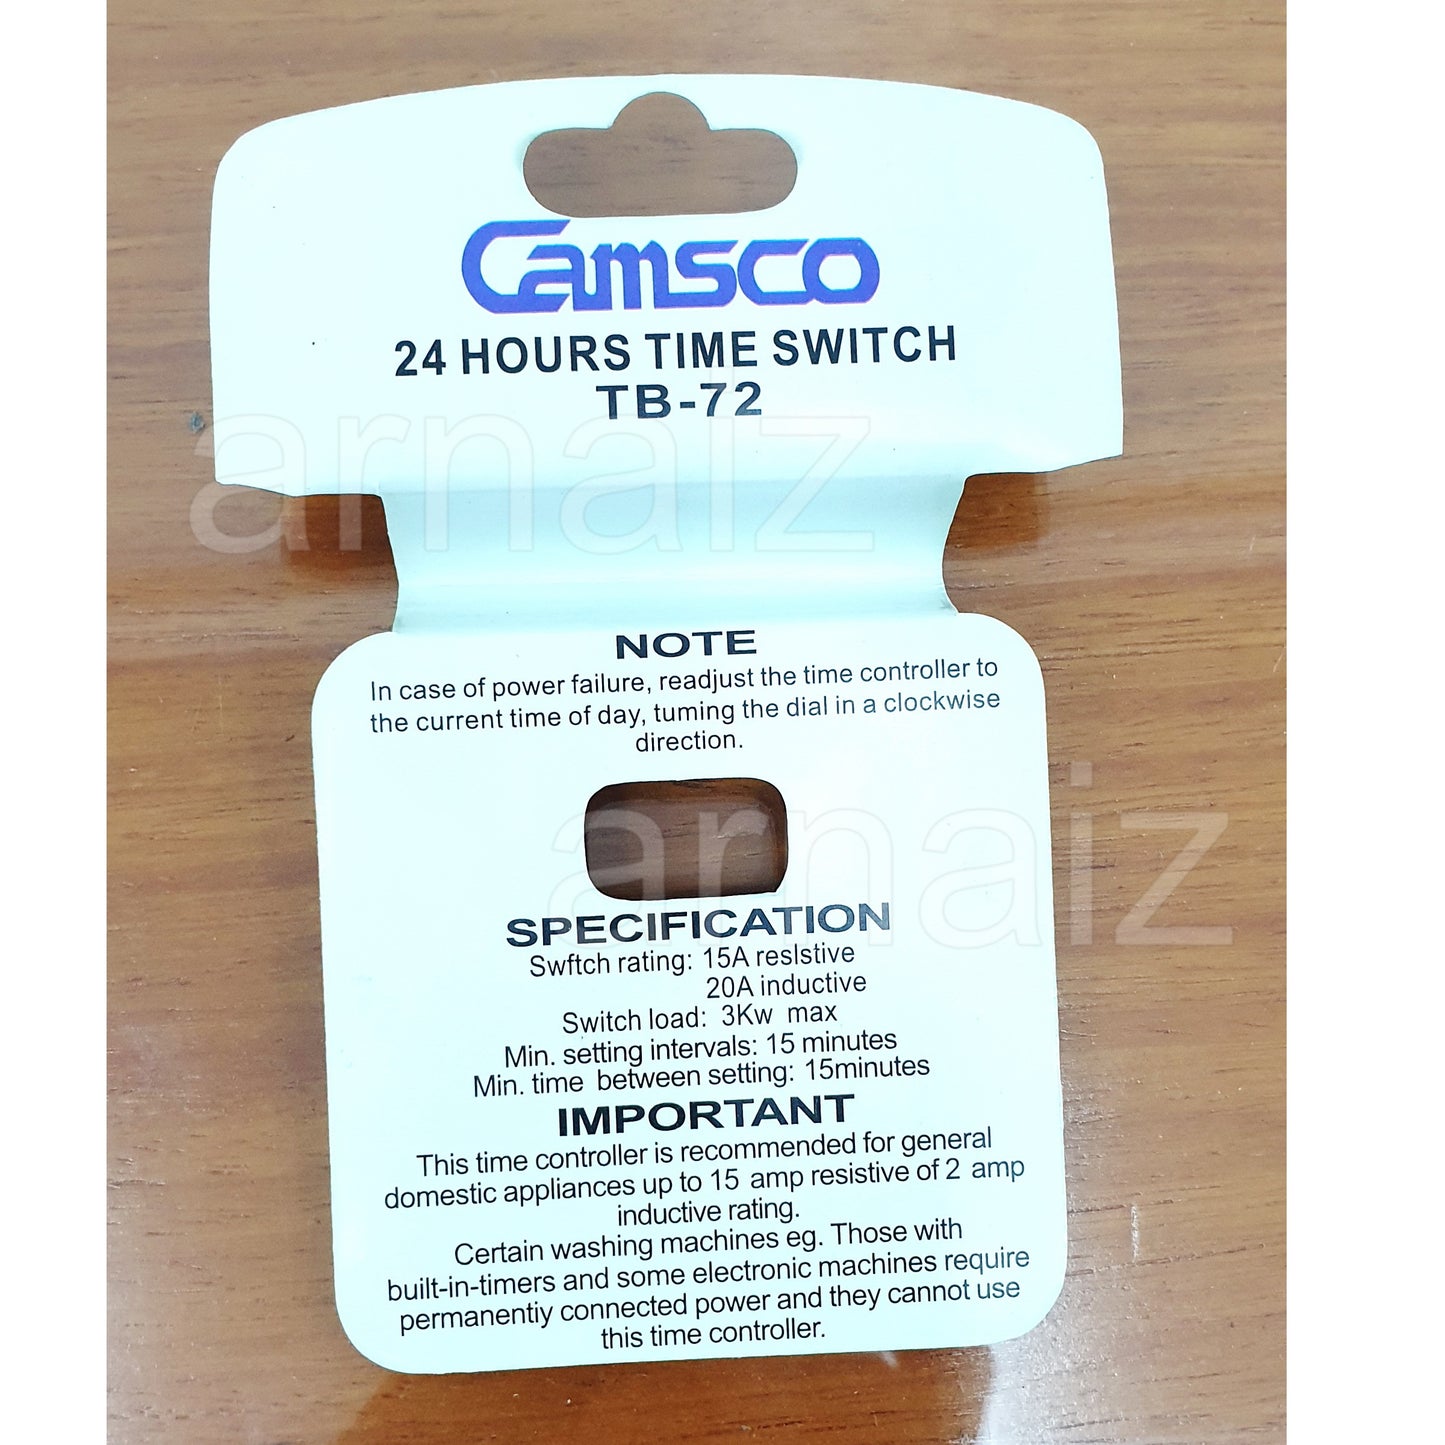 Camsco
24 HOURS TIME SWITCH
TB-72
arnaiz
NOTE
In case of power failure, readjust the time controller to
the current time of day, tuming the dial in a clockwise
direction.
arnaiz
SPECIFICATION
Swftch rating: 15A reslstive
20A inductive
Switch load: 3Kw max
Min. setting intervals: 15 minutes
Min. time between setting: 15minutes
IMPORTANT
This time controller is recommended for general
domestic appliances up to 15 amp resistive of 2 amp
inductive rating.
Certain washing machines eg. Those with
built-in-timers and some electronic machines require
permanentiy connected power and they cannot use
this time controller.